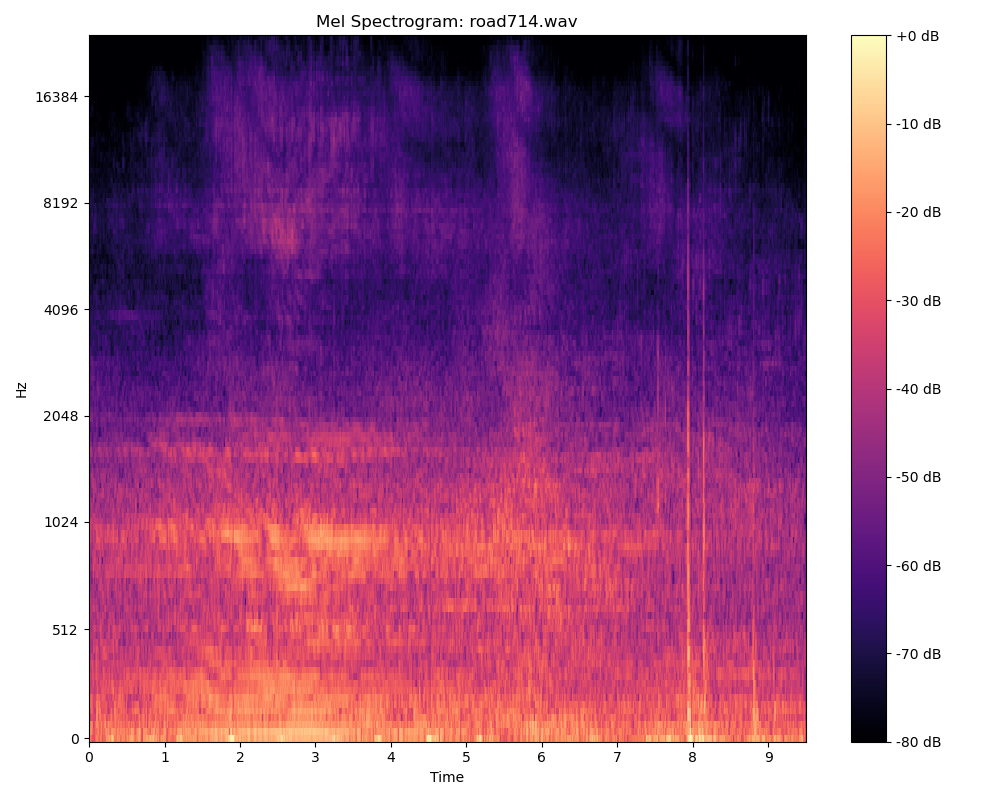 Mel Spectrogram: road714.wav
Hz
16384
8192
4096
2048
1024
512
0
0 1 2 3 4 5 6 7 8 9
Time
+0 dB
-10 dB
-20 dB
-30 dB
-40 dB
-50 dB
-60 dB
-70 dB
-80 dB